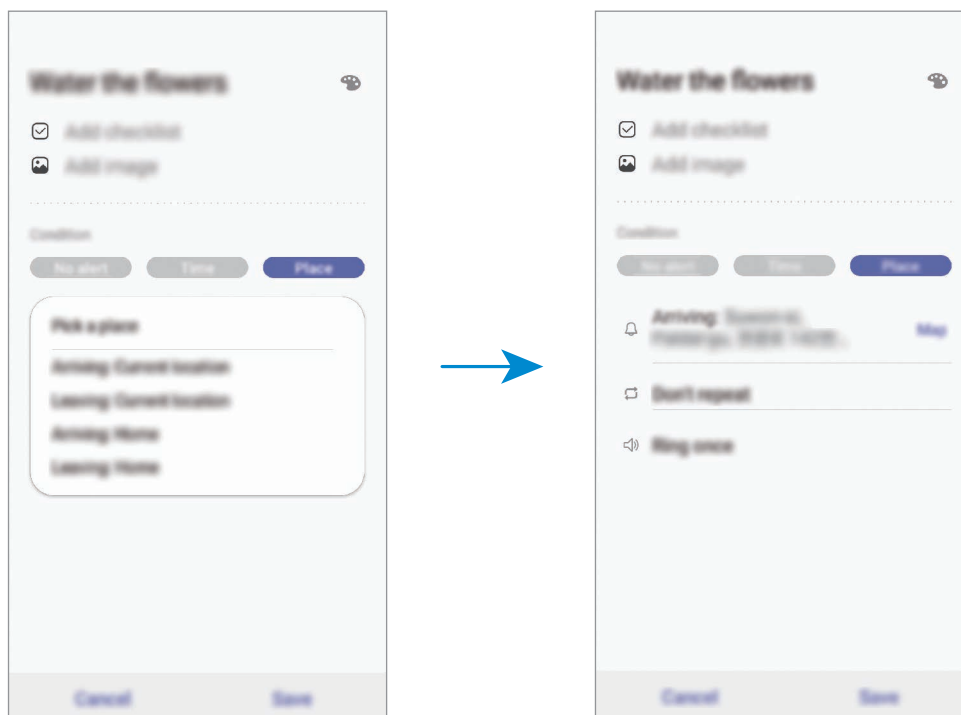 Water the flowers
Add checklist
Add image
Condition
No alert
Time
Place
Pick a place
Arriving: Current location
Leaving: Current location
Arriving: Home
Leaving: Home
Cancel
Save
Water the flowers
Add checklist
Add image
Condition
No alert
Time
Place
Arriving:
Map
Don't repeat
Ring once
Cancel
Save